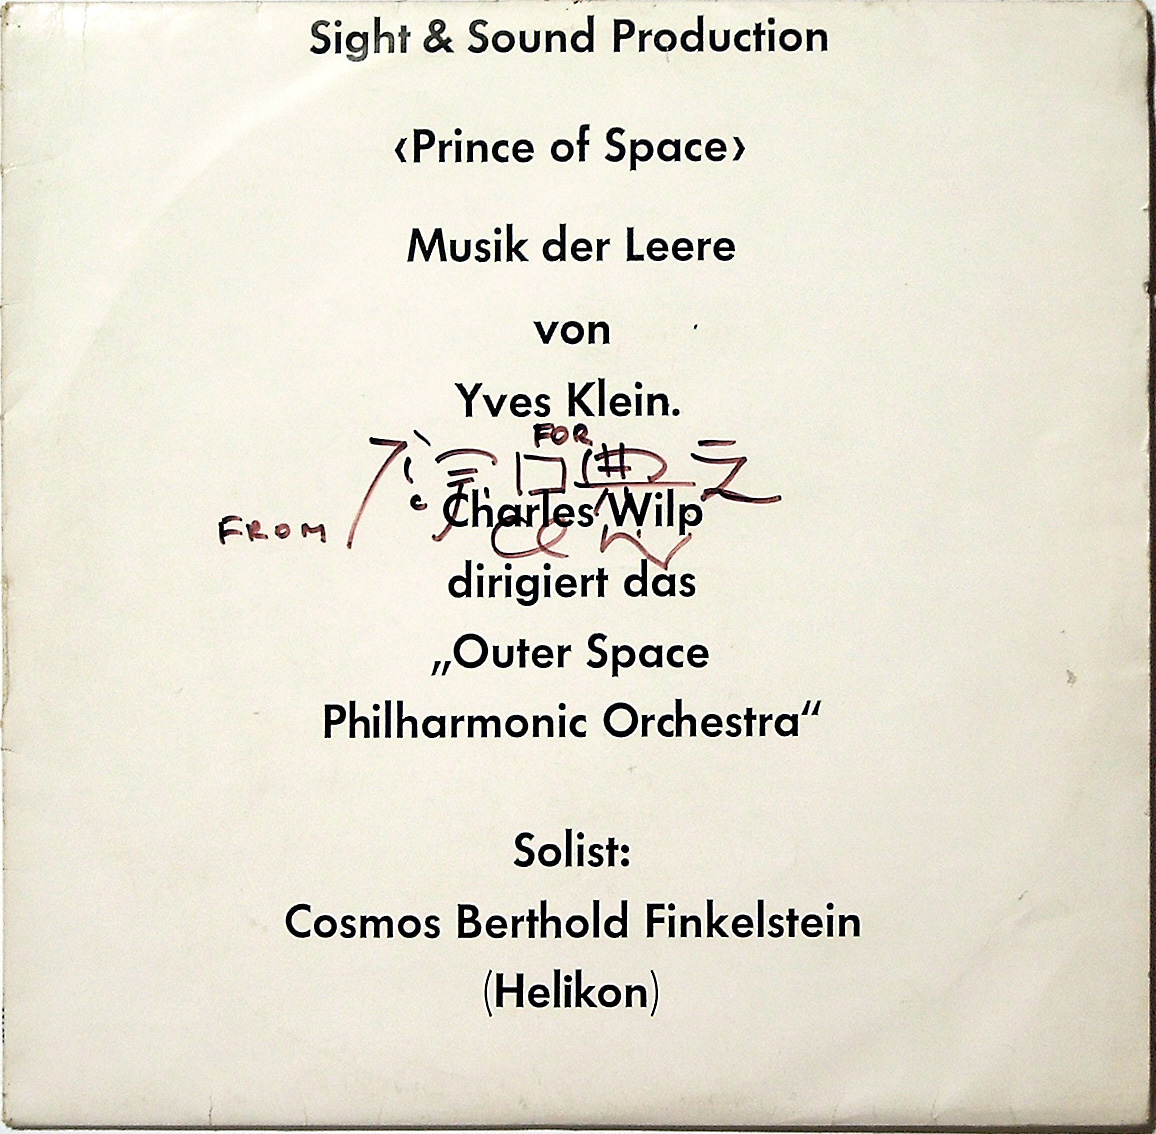 Sight & Sound Production
‹Prince of Space›
Musik der Leere
von
Yves Klein.
FOR
Charles Wilp
FROM
dirigiert das
„Outer Space
Philharmonic Orchestra“
Solist:
Cosmos Berthold Finkelstein
(Helikon)